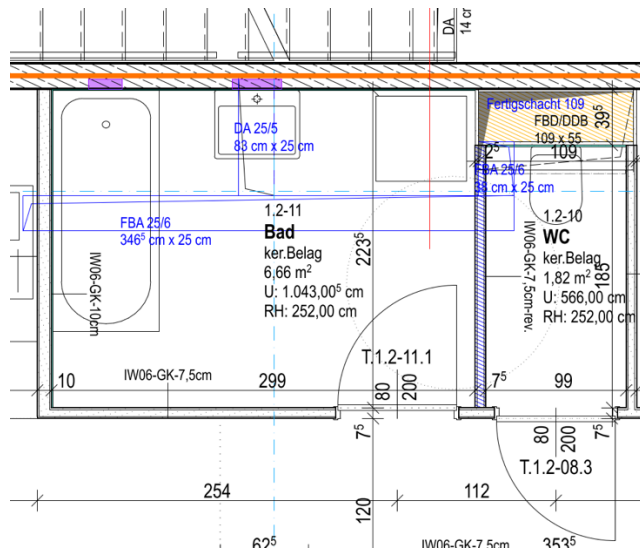 DA
14 cm
Fertigschacht 109
FBD/DDB
109 x 55
39⁵
DA 25/5
83 cm x 25 cm
2⁵
109
FBA 25/6
38 cm x 25 cm
FBA 25/6
346⁵ cm x 25 cm
1.2-11
Bad
ker.Belag
6,66 m²
U: 1.043,00⁵ cm
RH: 252,00 cm
223⁵
1.2-10
WC
ker.Belag
1,82 m²
U: 566,00 cm
RH: 252,00 cm
185
IW06-GK-10cm
IW06-GK-7,5cm-rev.
T.1.2-11.1
10
IW06-GK-7,5cm
299
80
200
7⁵
99
7⁵
80
200
7⁵
T.1.2-08.3
254
112
120
62⁵
IW06-GK-7,5cm
353⁵